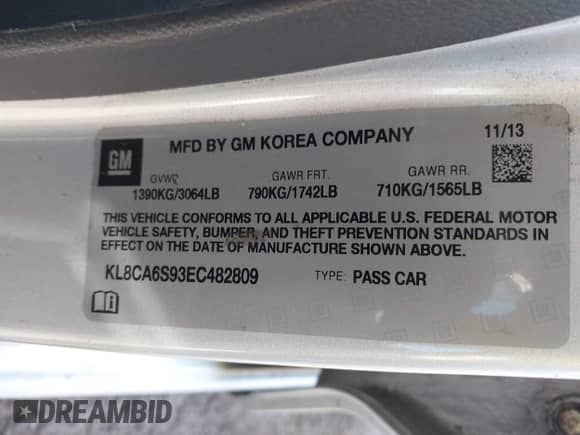 GM
MFD BY GM KOREA COMPANY
11/13
GVWR GAWR FRT. GAWR RR.
1390KG/3064LB 790KG/1742LB 710KG/1565LB
THIS VEHICLE CONFORMS TO ALL APPLICABLE U.S. FEDERAL MOTOR
VEHICLE SAFETY, BUMPER, AND THEFT PREVENTION STANDARDS IN
EFFECT ON THE DATE OF MANUFACTURE SHOWN ABOVE.
KL8CA6S93EC482809 TYPE: PASS CAR
DREAMBID